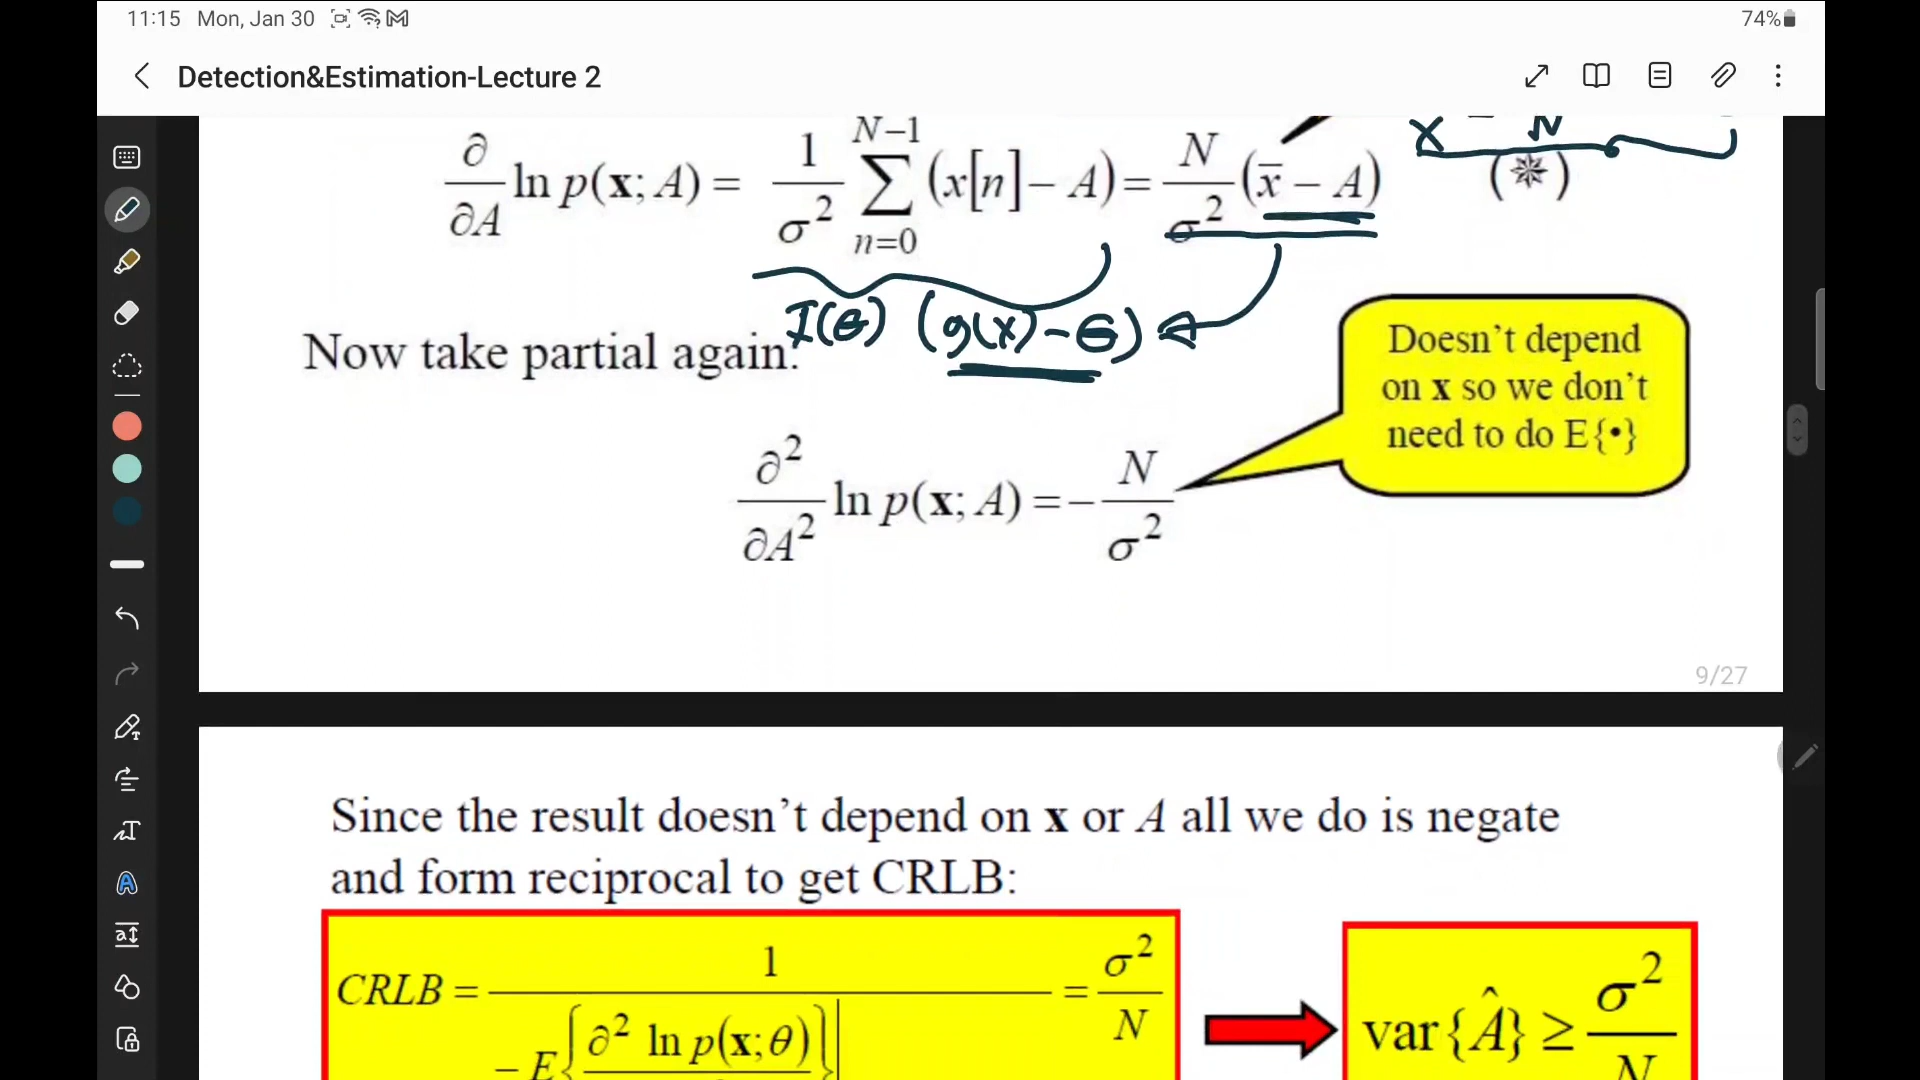 11:15 Mon, Jan 30
74%
Detection&Estimation-Lecture 2
x̄ = N
∂/∂A ln p(x; A) = 1/σ² Σ_{n=0}^{N−1} (x[n] − A) = N/σ² (x̄ − A) (*)
I(θ) (g(x) − θ)
Now take partial again:
Doesn't depend
on x so we don't
need to do E{•}
∂²/∂A² ln p(x; A) = − N/σ²
9/27
Since the result doesn't depend on x or A all we do is negate
and form reciprocal to get CRLB:
CRLB = 1 / −E{∂² ln p(x;θ)} = σ²/N
var{Â} ≥ σ²/N